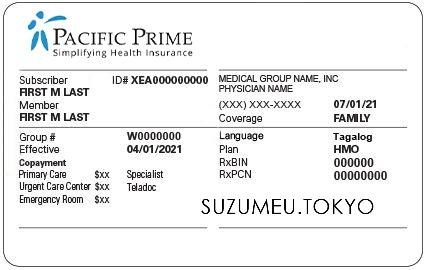 PACIFIC PRIME
Simplifying Health Insurance
Subscriber ID# XEA000000000
FIRST M LAST
Member
FIRST M LAST
MEDICAL GROUP NAME, INC
PHYSICIAN NAME
(XXX) XXX-XXXX 07/01/21
Coverage FAMILY
Group # W0000000
Effective 04/01/2021
Copayment
Primary Care $xx Specialist
Urgent Care Center $xx Teladoc
Emergency Room $xx
Language Tagalog
Plan HMO
RxBIN 000000
RxPCN 00000000
SUZUMEU.TOKYO